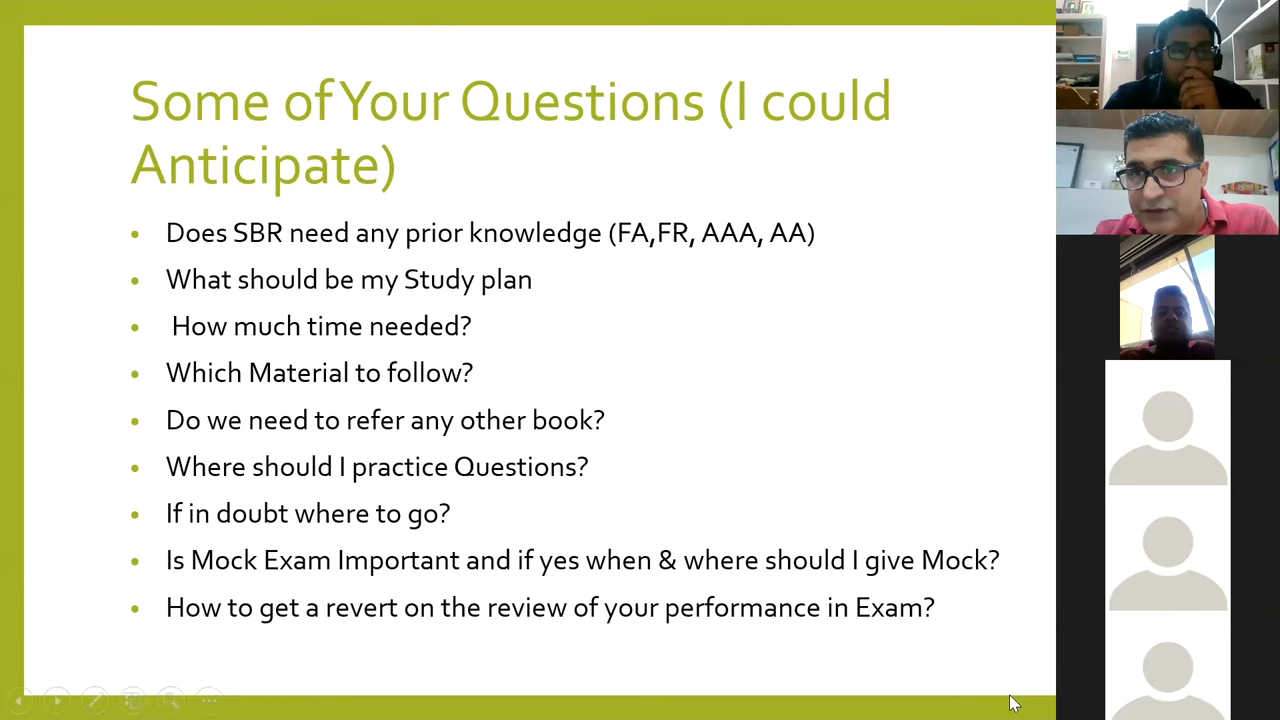 Some of Your Questions (I could
Anticipate)
• Does SBR need any prior knowledge (FA,FR, AAA, AA)
• What should be my Study plan
• How much time needed?
• Which Material to follow?
• Do we need to refer any other book?
• Where should I practice Questions?
• If in doubt where to go?
• Is Mock Exam Important and if yes when & where should I give Mock?
• How to get a revert on the review of your performance in Exam?